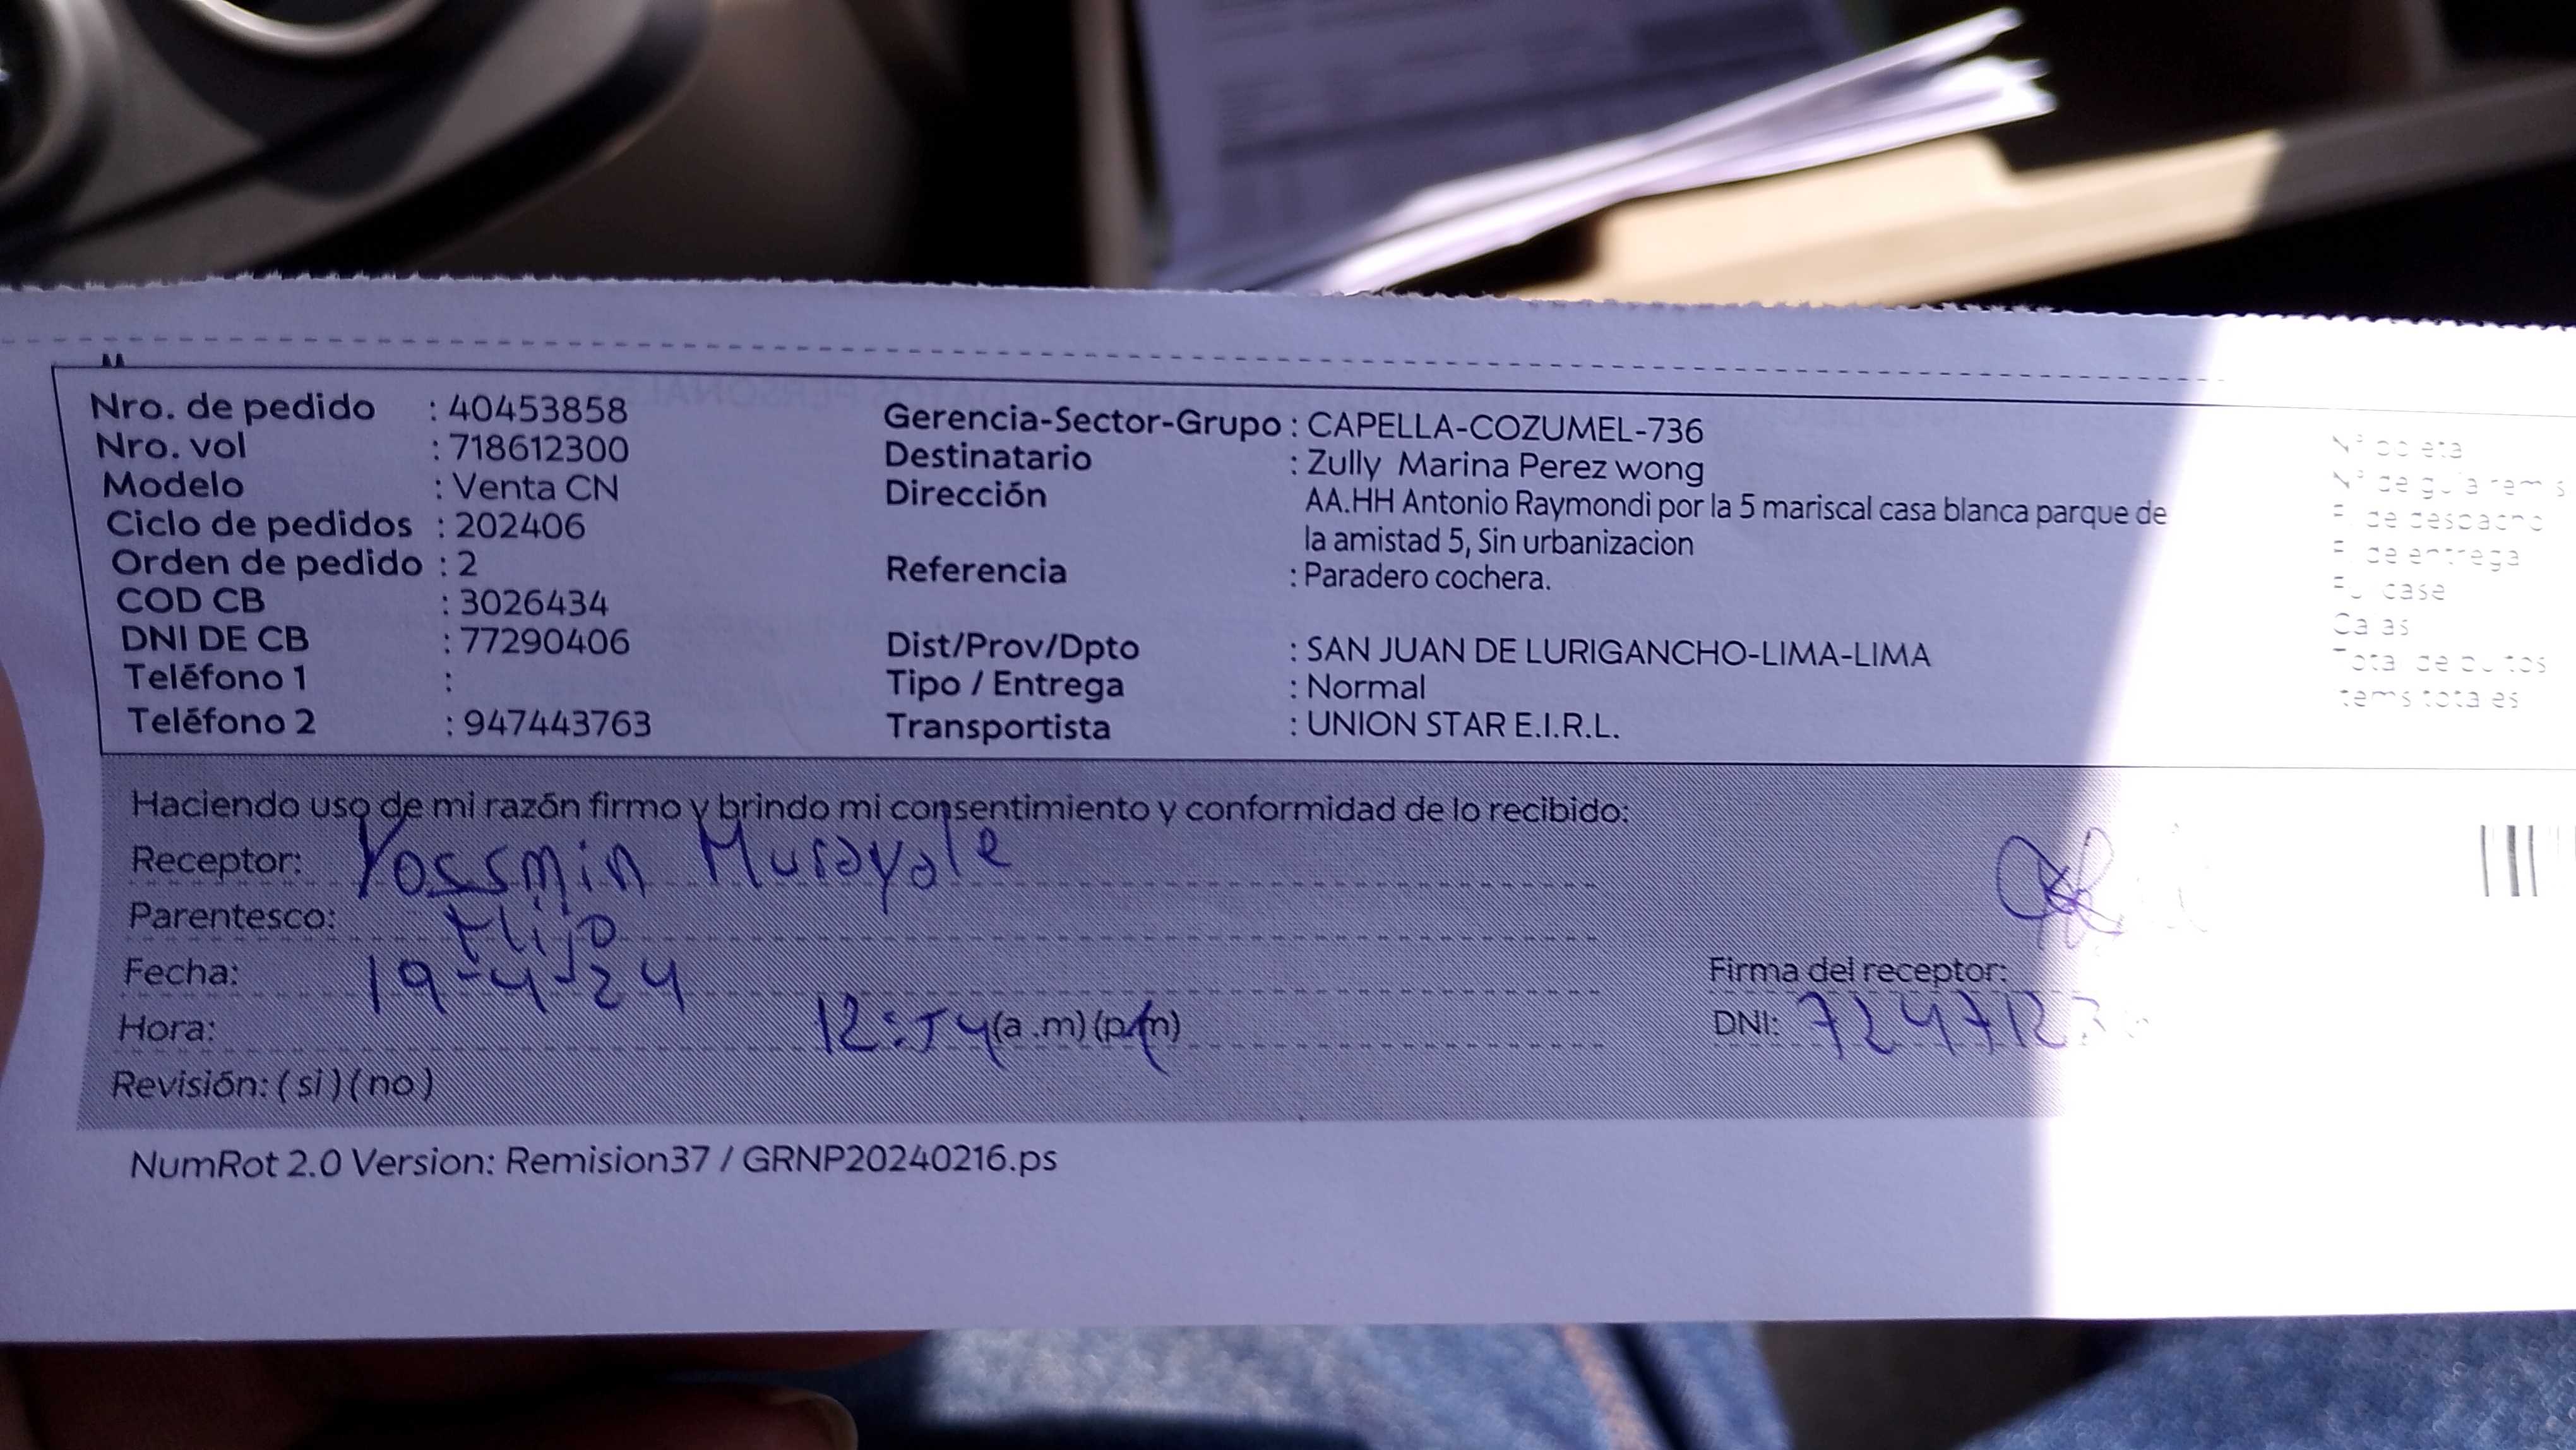 Nro. de pedido : 40453858
Nro. vol : 718612300
Modelo : Venta CN
Ciclo de pedidos : 202406
Orden de pedido : 2
COD CB : 3026434
DNI DE CB : 77290406
Teléfono 1 :
Teléfono 2 : 947443763
Gerencia-Sector-Grupo : CAPELLA-COZUMEL-736
Destinatario : Zully Marina Perez wong
Dirección AA.HH Antonio Raymondi por la 5 mariscal casa blanca parque de
la amistad 5, Sin urbanizacion
Referencia : Paradero cochera.
Dist/Prov/Dpto : SAN JUAN DE LURIGANCHO-LIMA-LIMA
Tipo / Entrega : Normal
Transportista : UNION STAR E.I.R.L.
Haciendo uso de mi razón firmo y brindo mi consentimiento y conformidad de lo recibido:
Receptor: Yossmin
Parentesco: Hijo
Fecha: 19-4-24
Hora: 12:54 (a .m) (p.m)
Revisión: ( si ) ( no )
Firma del receptor:
DNI:
NumRot 2.0 Version: Remision37 / GRNP20240216.ps